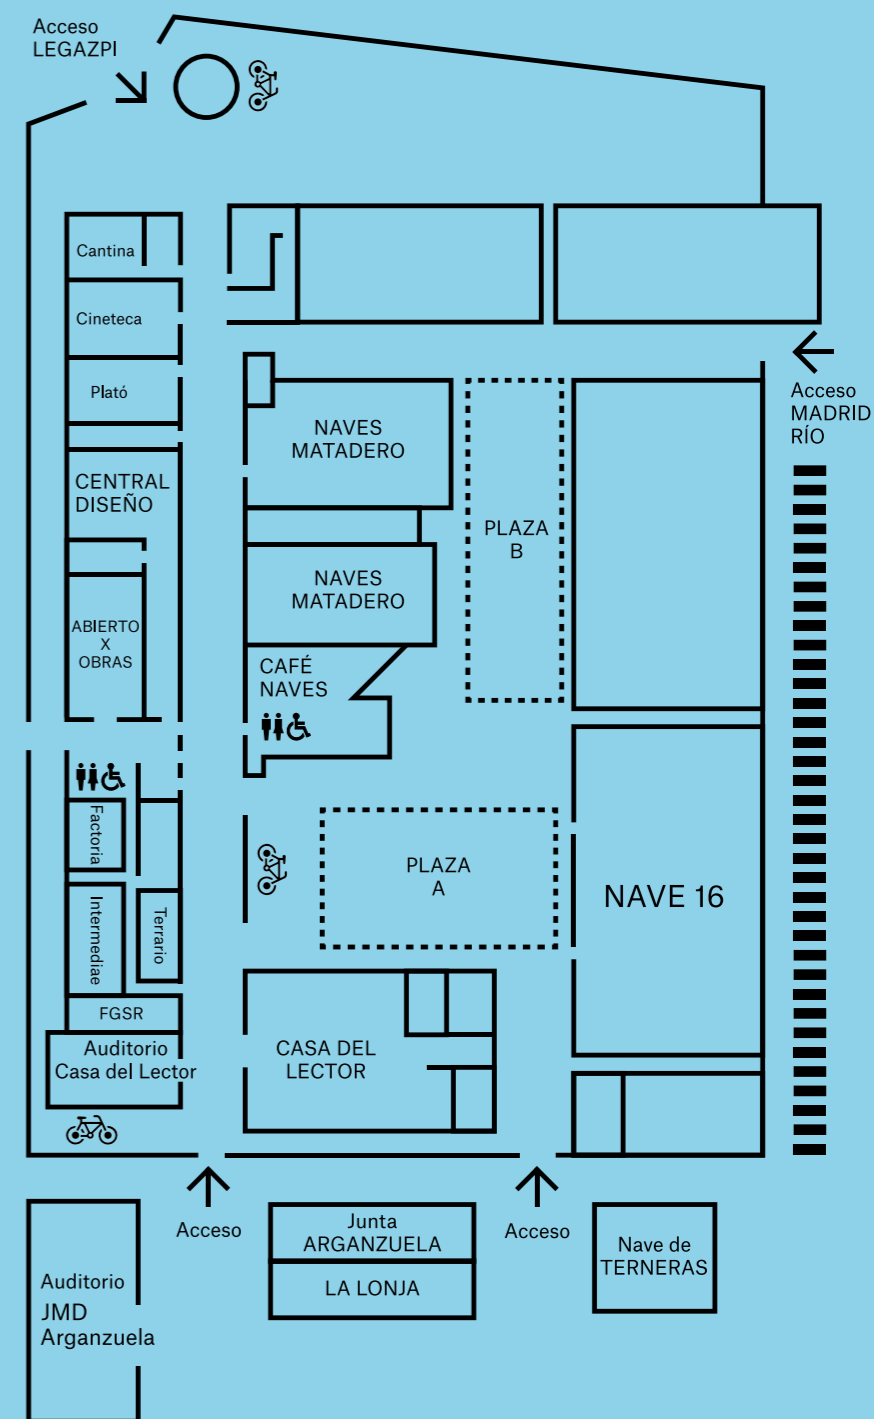 Acceso
LEGAZPI
Cantina
Cineteca
Plató
CENTRAL
DISEÑO
ABIERTO
X
OBRAS
NAVES
MATADERO
NAVES
MATADERO
CAFÉ
NAVES
PLAZA
B
Acceso
MADRID
RÍO
PLAZA
A
NAVE 16
Factoria
Intermediae
Terrario
FGSR
Auditorio
Casa del Lector
CASA DEL
LECTOR
Acceso
Acceso
Junta
ARGANZUELA
LA LONJA
Nave de
TERNERAS
Auditorio
JMD
Arganzuela